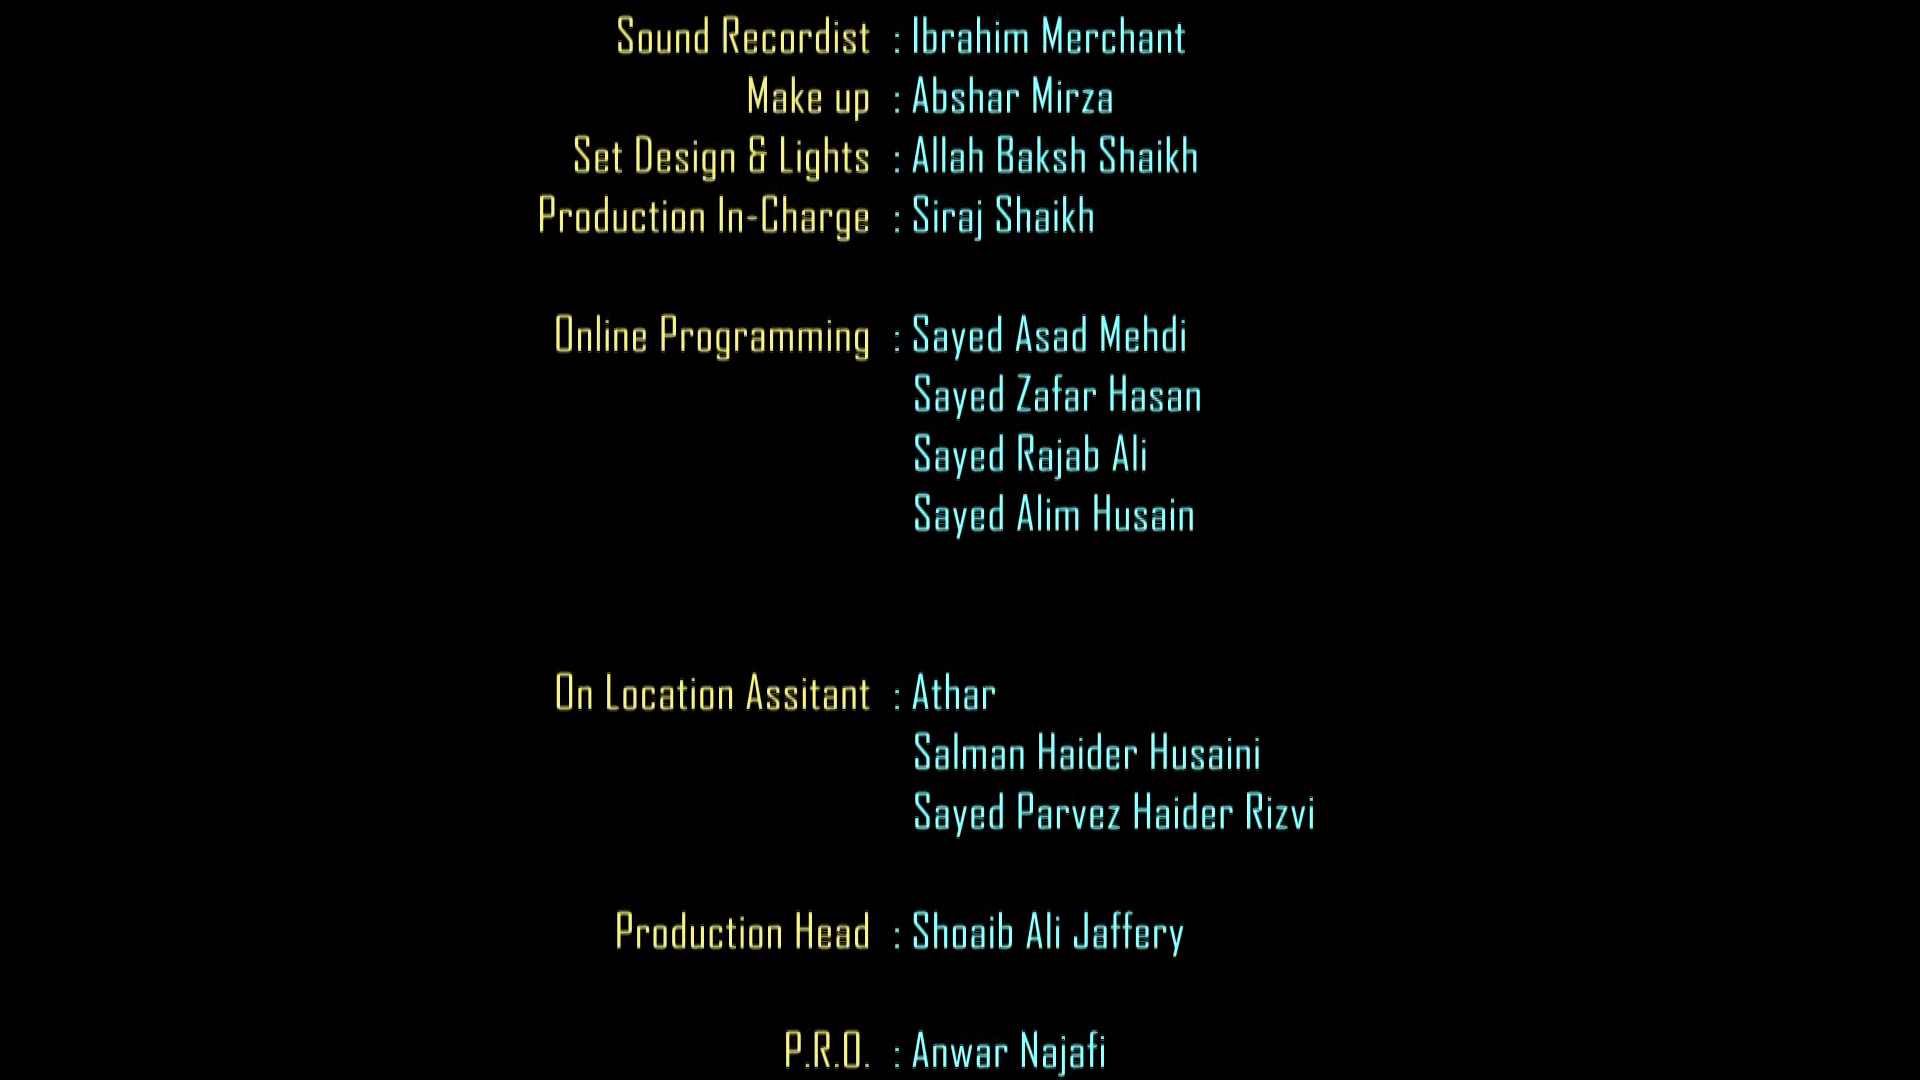 Sound Recordist : Ibrahim Merchant
Make up : Abshar Mirza
Set Design & Lights : Allah Baksh Shaikh
Production In-Charge : Siraj Shaikh
Online Programming : Sayed Asad Mehdi
Sayed Zafar Hasan
Sayed Rajab Ali
Sayed Alim Husain
On Location Assitant : Athar
Salman Haider Husaini
Sayed Parvez Haider Rizvi
Production Head : Shoaib Ali Jaffery
P.R.O. : Anwar Najafi